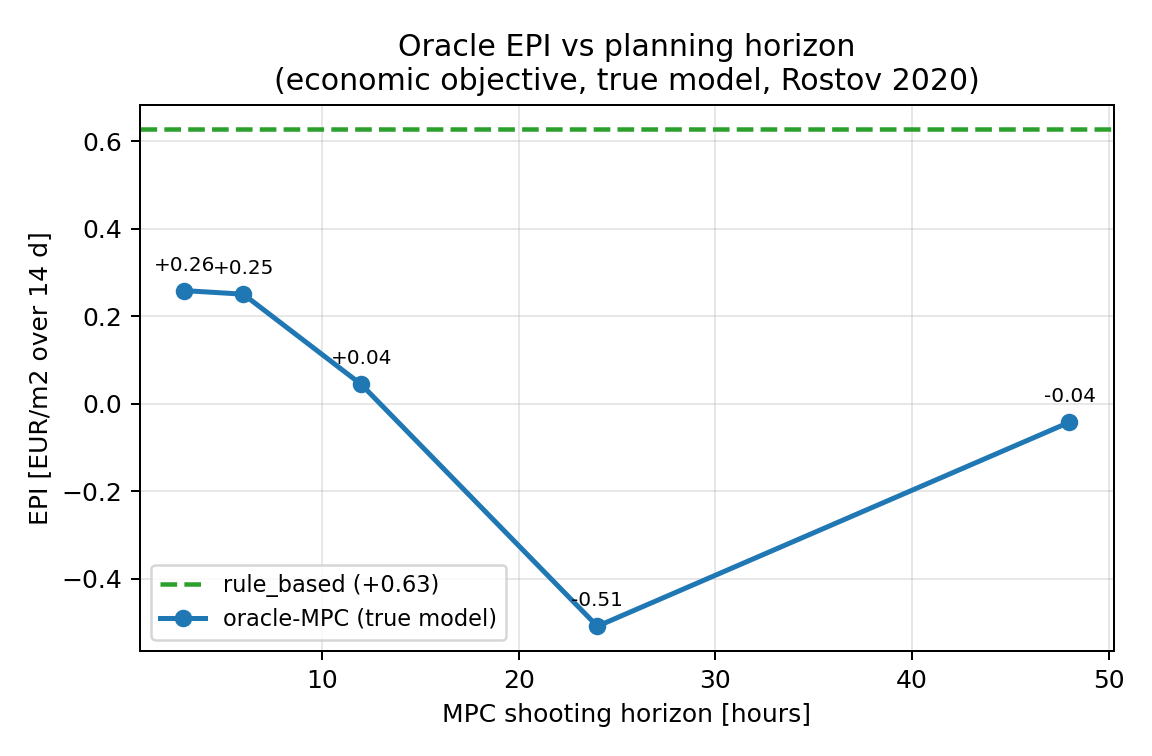 Oracle EPI vs planning horizon
(economic objective, true model, Rostov 2020)
EPI [EUR/m2 over 14 d]
0.6
0.4
0.2
0.0
−0.2
−0.4
+0.26
+0.25
+0.04
-0.51
-0.04
rule_based (+0.63)
oracle-MPC (true model)
10
20
30
40
50
MPC shooting horizon [hours]